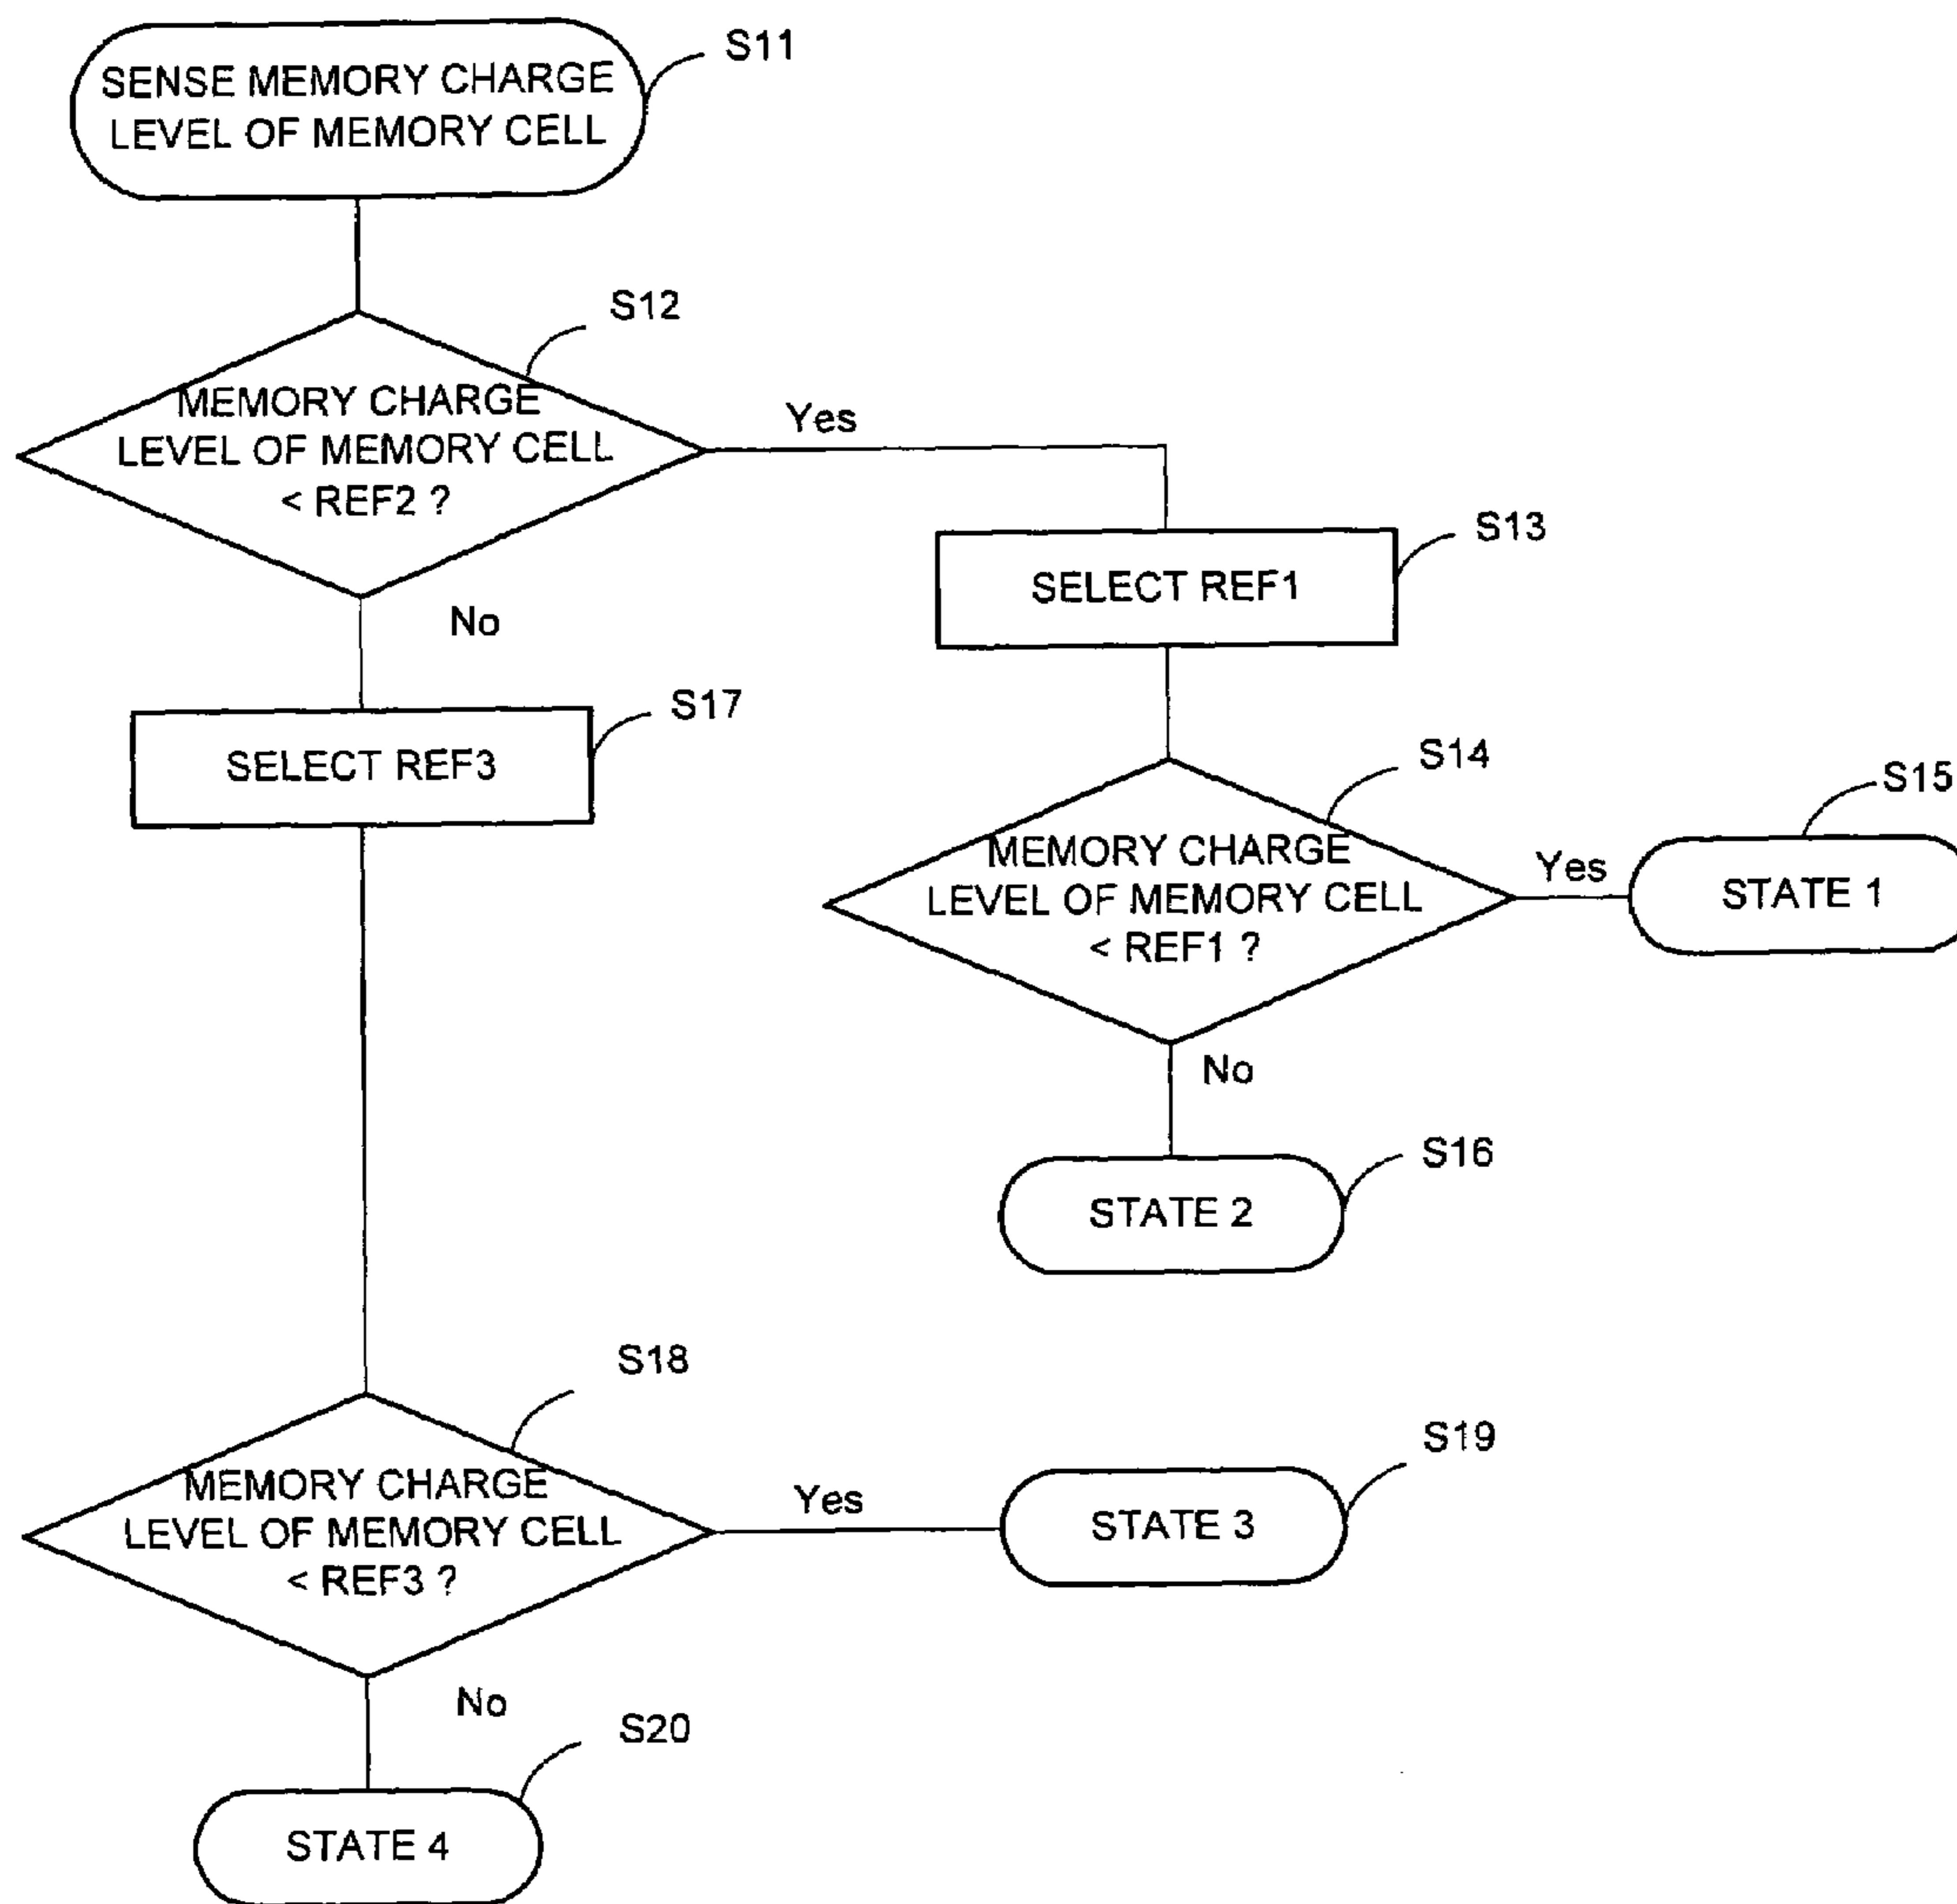 SENSE MEMORY CHARGE
LEVEL OF MEMORY CELL
S11
S12
MEMORY CHARGE
LEVEL OF MEMORY CELL
< REF2 ?
Yes
No
S13
SELECT REF1
S17
SELECT REF3
S14
MEMORY CHARGE
LEVEL OF MEMORY CELL
< REF1 ?
Yes
S15
STATE 1
No
S16
STATE 2
S18
MEMORY CHARGE
LEVEL OF MEMORY CELL
< REF3 ?
Yes
S19
STATE 3
No
S20
STATE 4